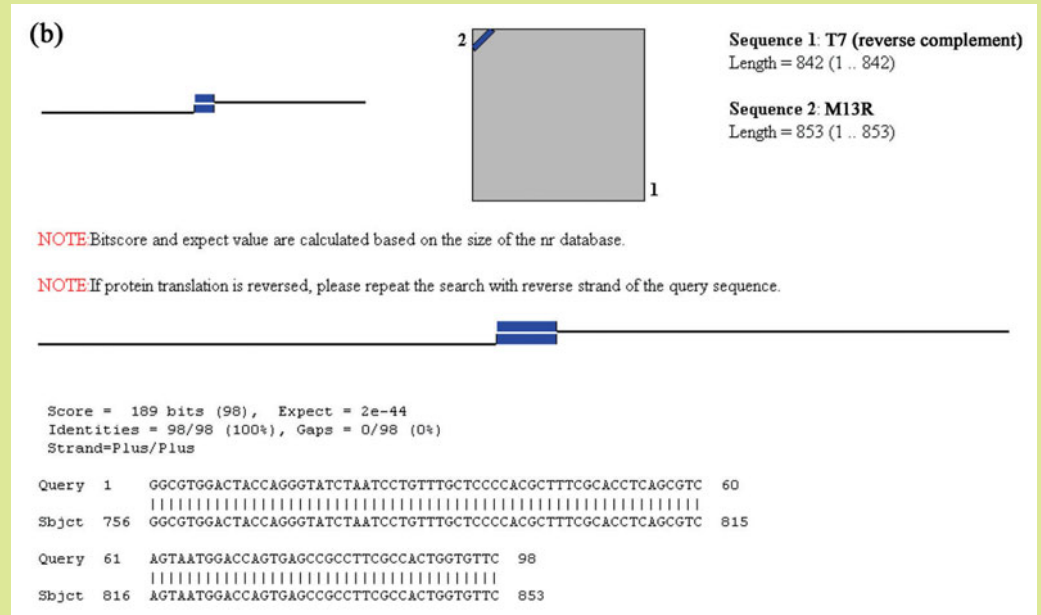 (b)
2
1
Sequence 1: T7 (reverse complement)
Length = 842 (1 .. 842)
Sequence 2: M13R
Length = 853 (1 .. 853)
NOTE:Bitscore and expect value are calculated based on the size of the nr database.
NOTE:If protein translation is reversed, please repeat the search with reverse strand of the query sequence.
Score = 189 bits (98), Expect = 2e-44
Identities = 98/98 (100%), Gaps = 0/98 (0%)
Strand=Plus/Plus
Query 1 GGCGTGGACTACCAGGGTATCTAATCCTGTTTGCTCCCCACGCTTTCGCACCTCAGCGTC 60
||||||||||||||||||||||||||||||||||||||||||||||||||||||||||||
Sbjct 756 GGCGTGGACTACCAGGGTATCTAATCCTGTTTGCTCCCCACGCTTTCGCACCTCAGCGTC 815
Query 61 AGTAATGGACCAGTGAGCCGCCTTCGCCACTGGTGTTC 98
||||||||||||||||||||||||||||||||||||||
Sbjct 816 AGTAATGGACCAGTGAGCCGCCTTCGCCACTGGTGTTC 853